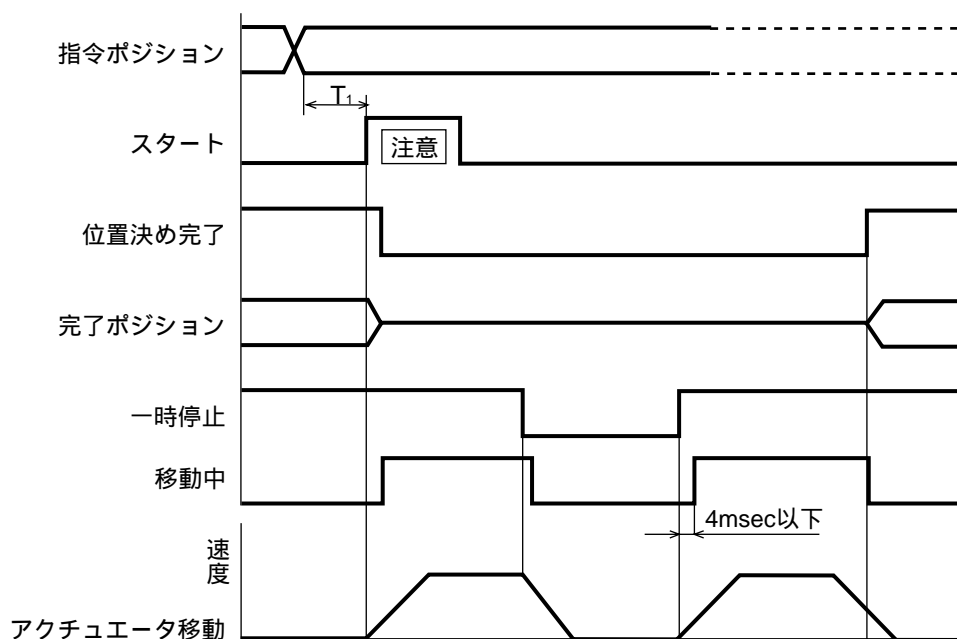 指令ポジション
T₁
スタート
注意
位置決め完了
完了ポジション
一時停止
移動中
4msec以下
速度
アクチュエータ移動